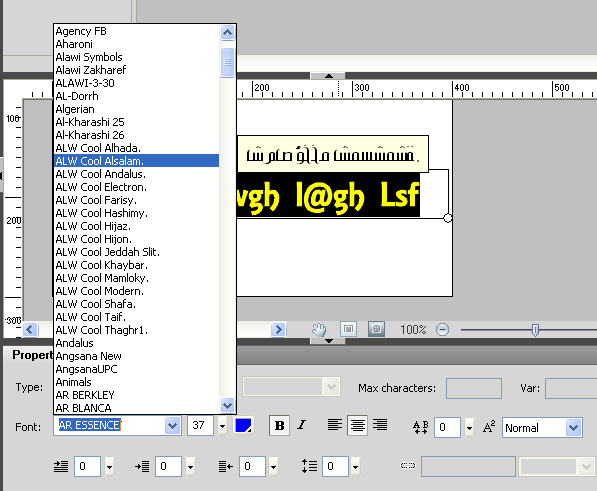 Agency FB
Aharoni
Alawi Symbols
Alawi Zakharef
ALAWI-3-30
AL-Dorrh
Algerian
Al-Kharashi 25
Al-Kharashi 26
ALW Cool Alhada.
ALW Cool Alsalam.
ALW Cool Andalus.
ALW Cool Electron.
ALW Cool Farisy.
ALW Cool Hashimy.
ALW Cool Hijaz.
ALW Cool Hijon.
ALW Cool Jeddah Slit.
ALW Cool Khaybar.
ALW Cool Mamloky.
ALW Cool Modern.
ALW Cool Shafa.
ALW Cool Taif.
ALW Cool Thaghr1.
Andalus
Angsana New
AngsanaUPC
Animals
AR BERKLEY
AR BLANCA
200 300 400 500
100
200
300
wgh l@gh Lsf
100%
Propert
Type: Max characters: Var:
Font: AR ESSENCE 37 B I AB 0 A2 Normal
0 0 0 0